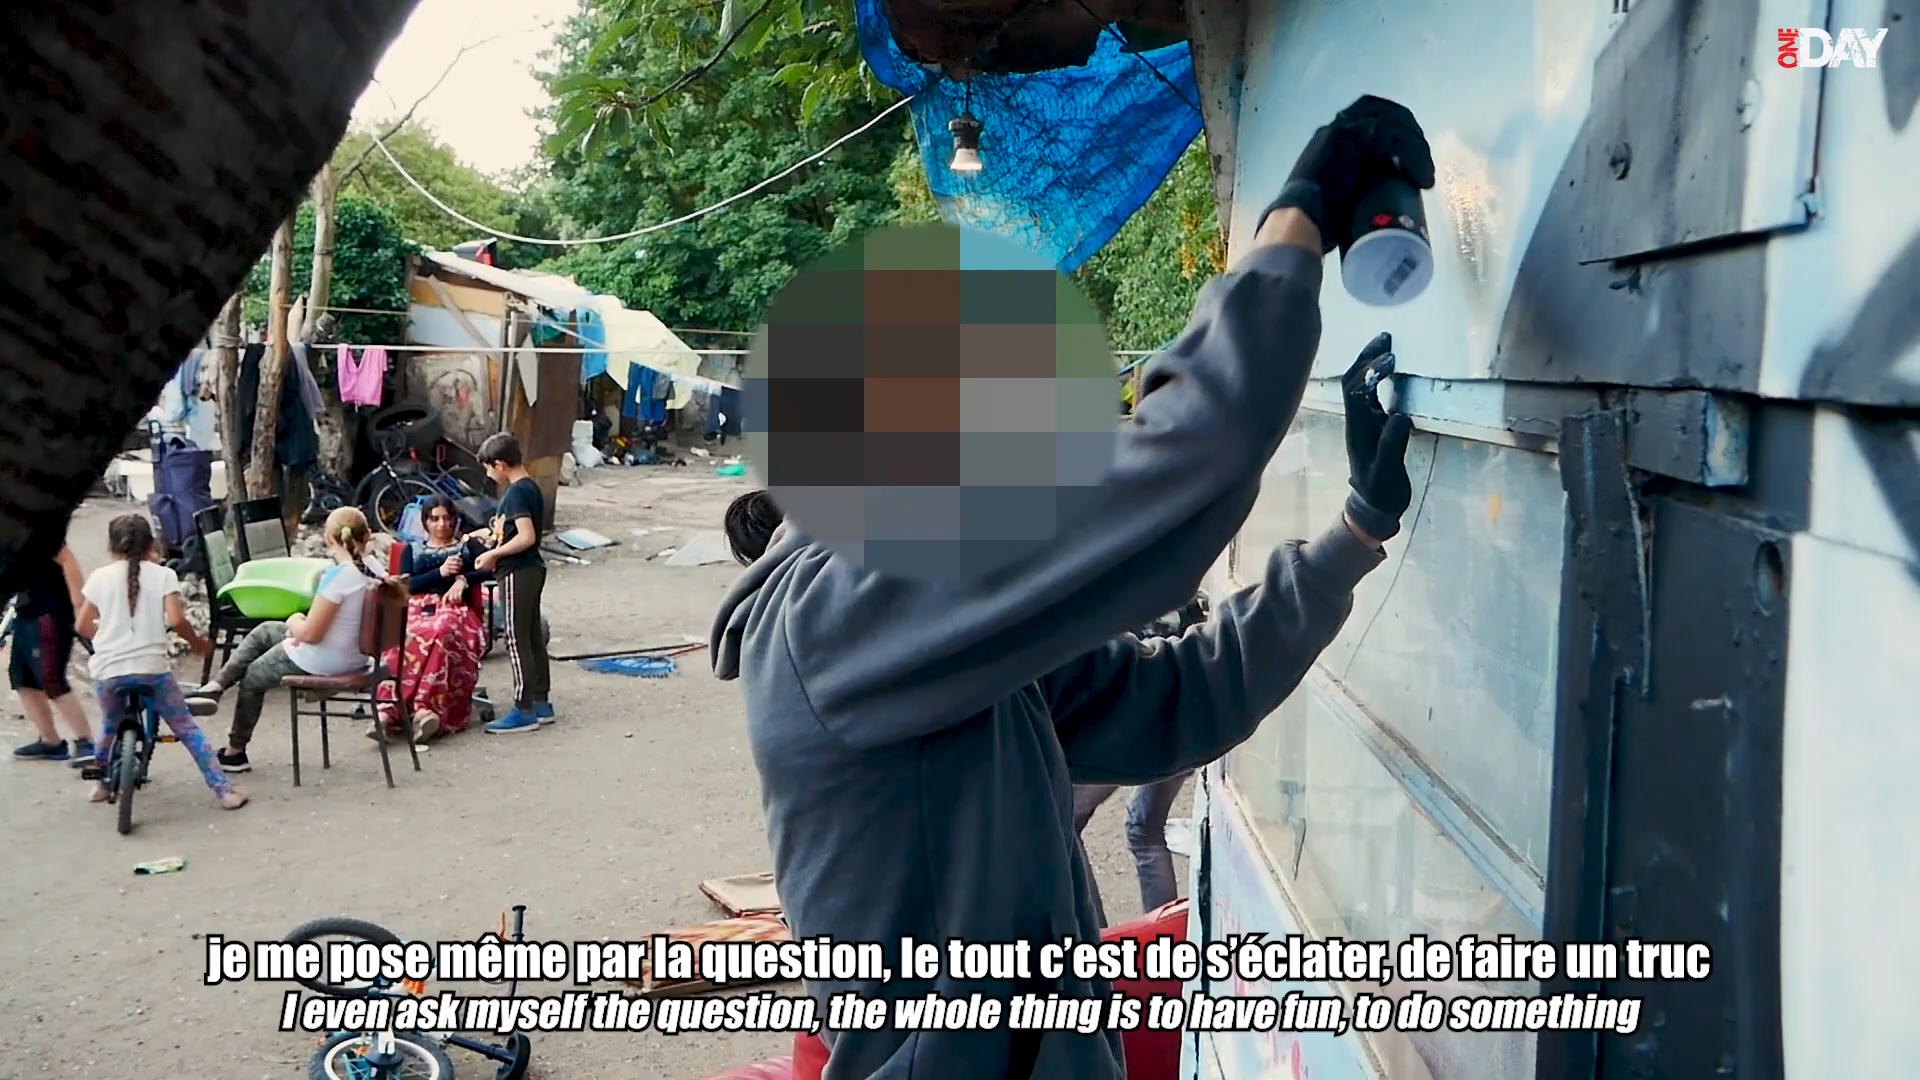 ONE DAY
je me pose même par la question, le tout c’est de s’éclater, de faire un truc
I even ask myself the question, the whole thing is to have fun, to do something